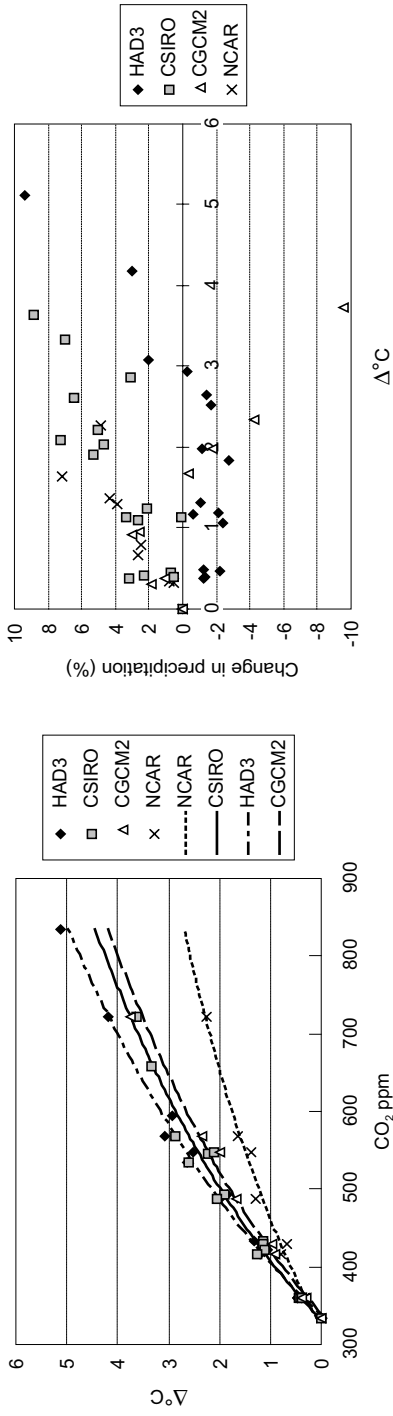 Δ°C
6
5
4
3
2
1
0
300
400
500
600
700
800
900
CO₂ ppm
HAD3
CSIRO
CGCM2
NCAR
NCAR
CSIRO
HAD3
CGCM2
Change in precipitation (%)
10
8
6
4
2
0
-2
-4
-6
-8
-10
0
1
2
3
4
5
6
Δ°C
HAD3
CSIRO
CGCM2
NCAR